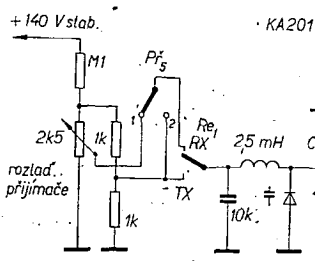 +140 V stab.
KA201
Př5
M1
1
2
2k5
1k
Re1
RX
2,5 mH
C
rozlaď.
přijímače
TX
1k
10k